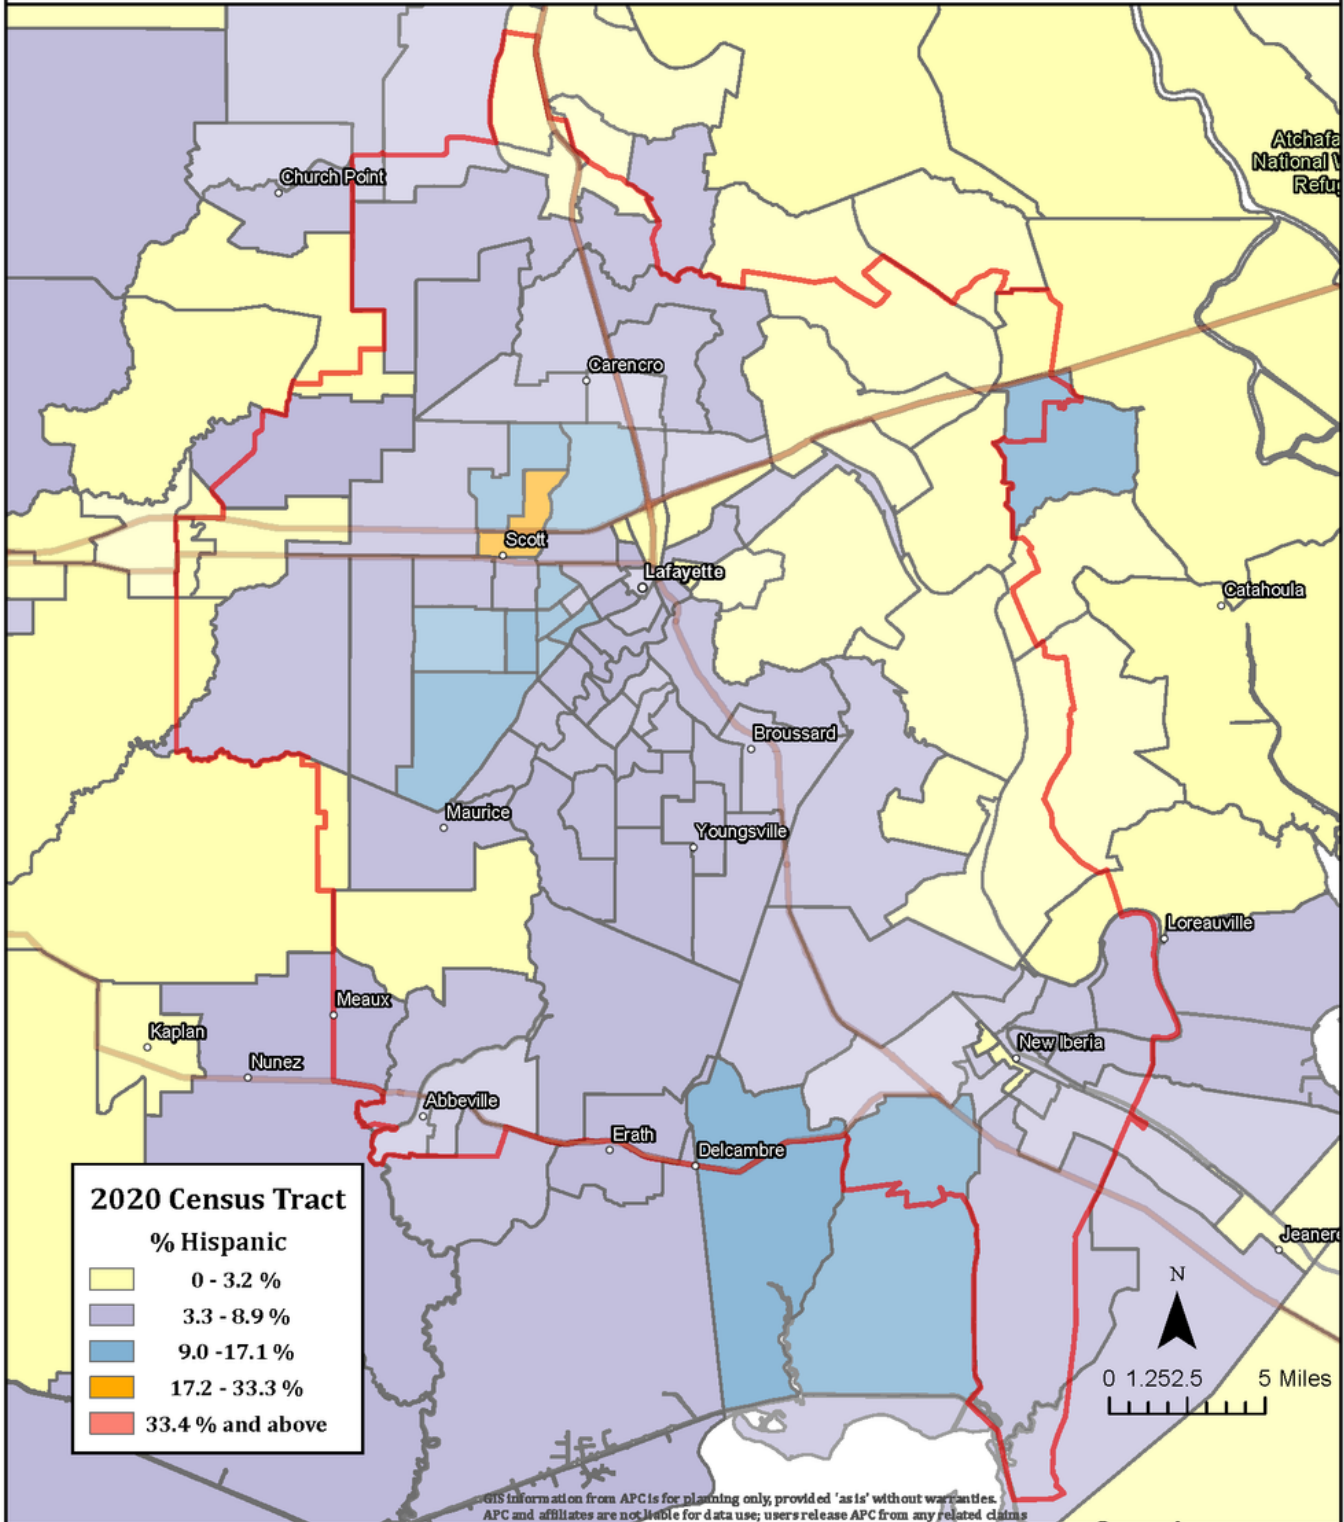 Atchafa
National W
Refu
Church Point
Carencro
Scott
Lafayette
Catahoula
Broussard
Maurice
Youngsville
Loreauville
Meaux
Kaplan
New Iberia
Nunez
Abbeville
Erath
Delcambre
Jeaner
2020 Census Tract
% Hispanic
0 - 3.2 %
3.3 - 8.9 %
9.0 -17.1 %
17.2 - 33.3 %
33.4 % and above
N
0 1.252.5 5 Miles
GIS information from APC is for planning only, provided 'as is' without warranties.
APC and affiliates are not liable for data use; users release APC from any related claims